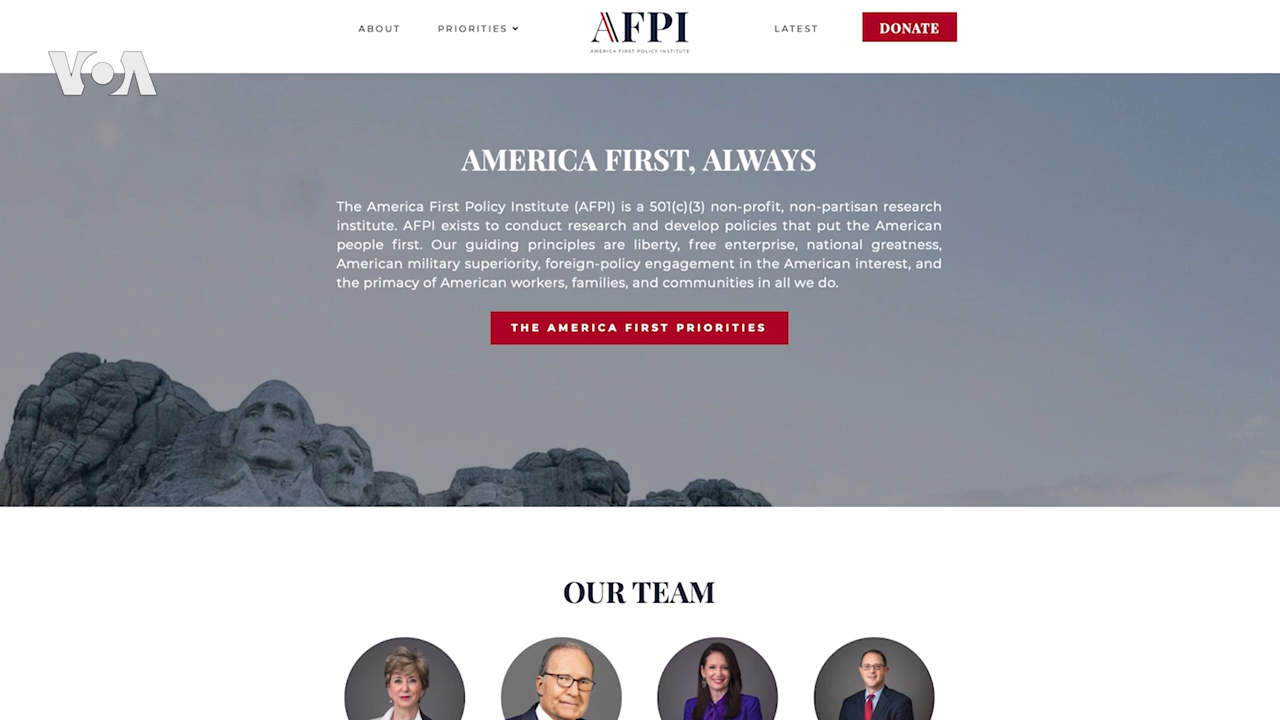 ABOUT
PRIORITIES
AFPI
AMERICA FIRST POLICY INSTITUTE
LATEST
DONATE
VOA
AMERICA FIRST, ALWAYS
The America First Policy Institute (AFPI) is a 501(c)(3) non-profit, non-partisan research
institute. AFPI exists to conduct research and develop policies that put the American
people first. Our guiding principles are liberty, free enterprise, national greatness,
American military superiority, foreign-policy engagement in the American interest, and
the primacy of American workers, families, and communities in all we do.
THE AMERICA FIRST PRIORITIES
OUR TEAM